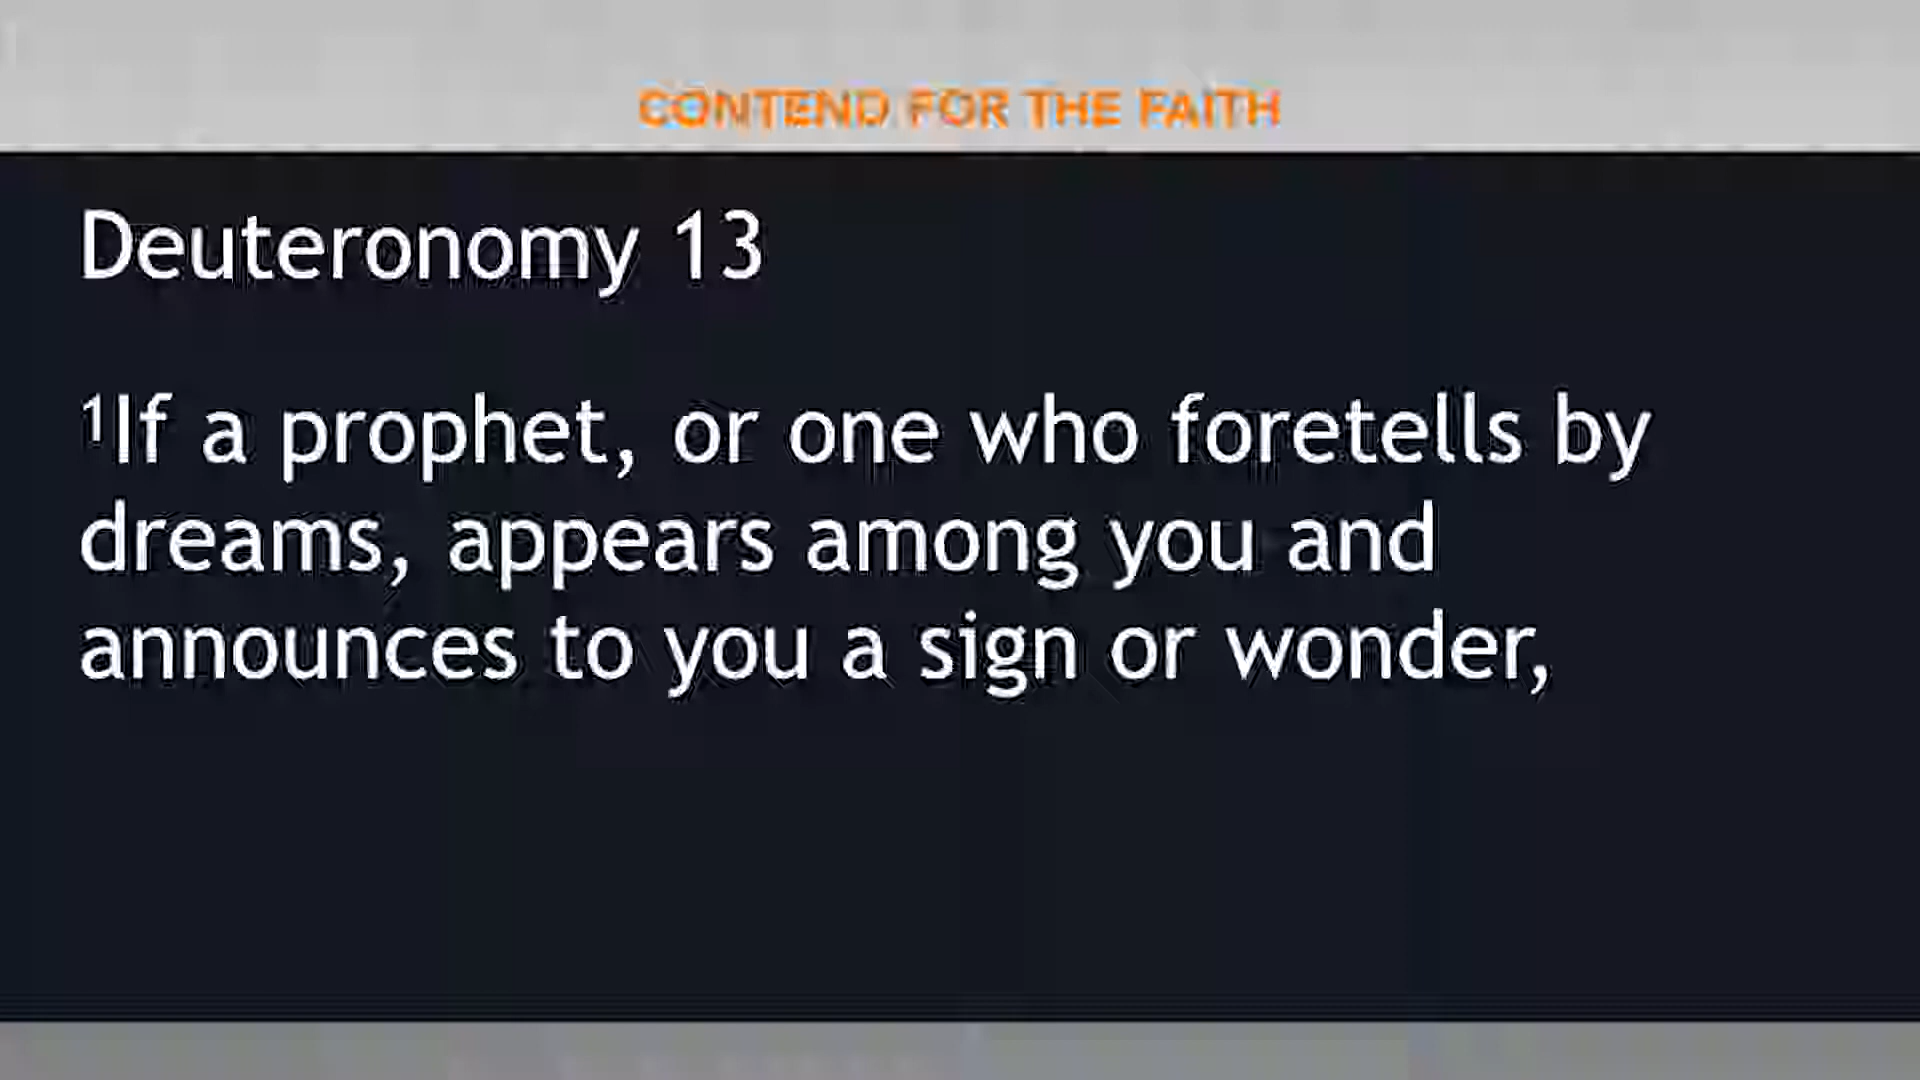 CONTEND FOR THE FAITH
Deuteronomy 13
¹If a prophet, or one who foretells by
dreams, appears among you and
announces to you a sign or wonder,